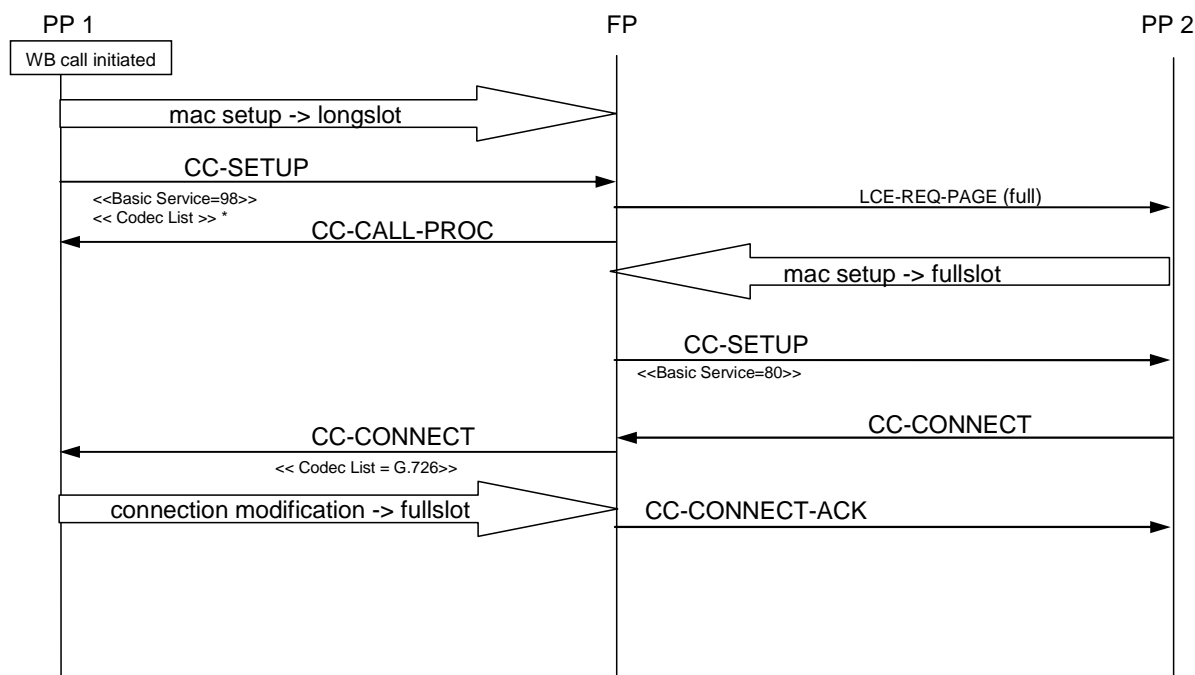 PP 1
FP
PP 2
WB call initiated
mac setup -> longslot
CC-SETUP
<<Basic Service=98>>
<< Codec List >> *
LCE-REQ-PAGE (full)
CC-CALL-PROC
mac setup -> fullslot
CC-SETUP
<<Basic Service=80>>
CC-CONNECT
CC-CONNECT
<< Codec List = G.726>>
connection modification -> fullslot
CC-CONNECT-ACK